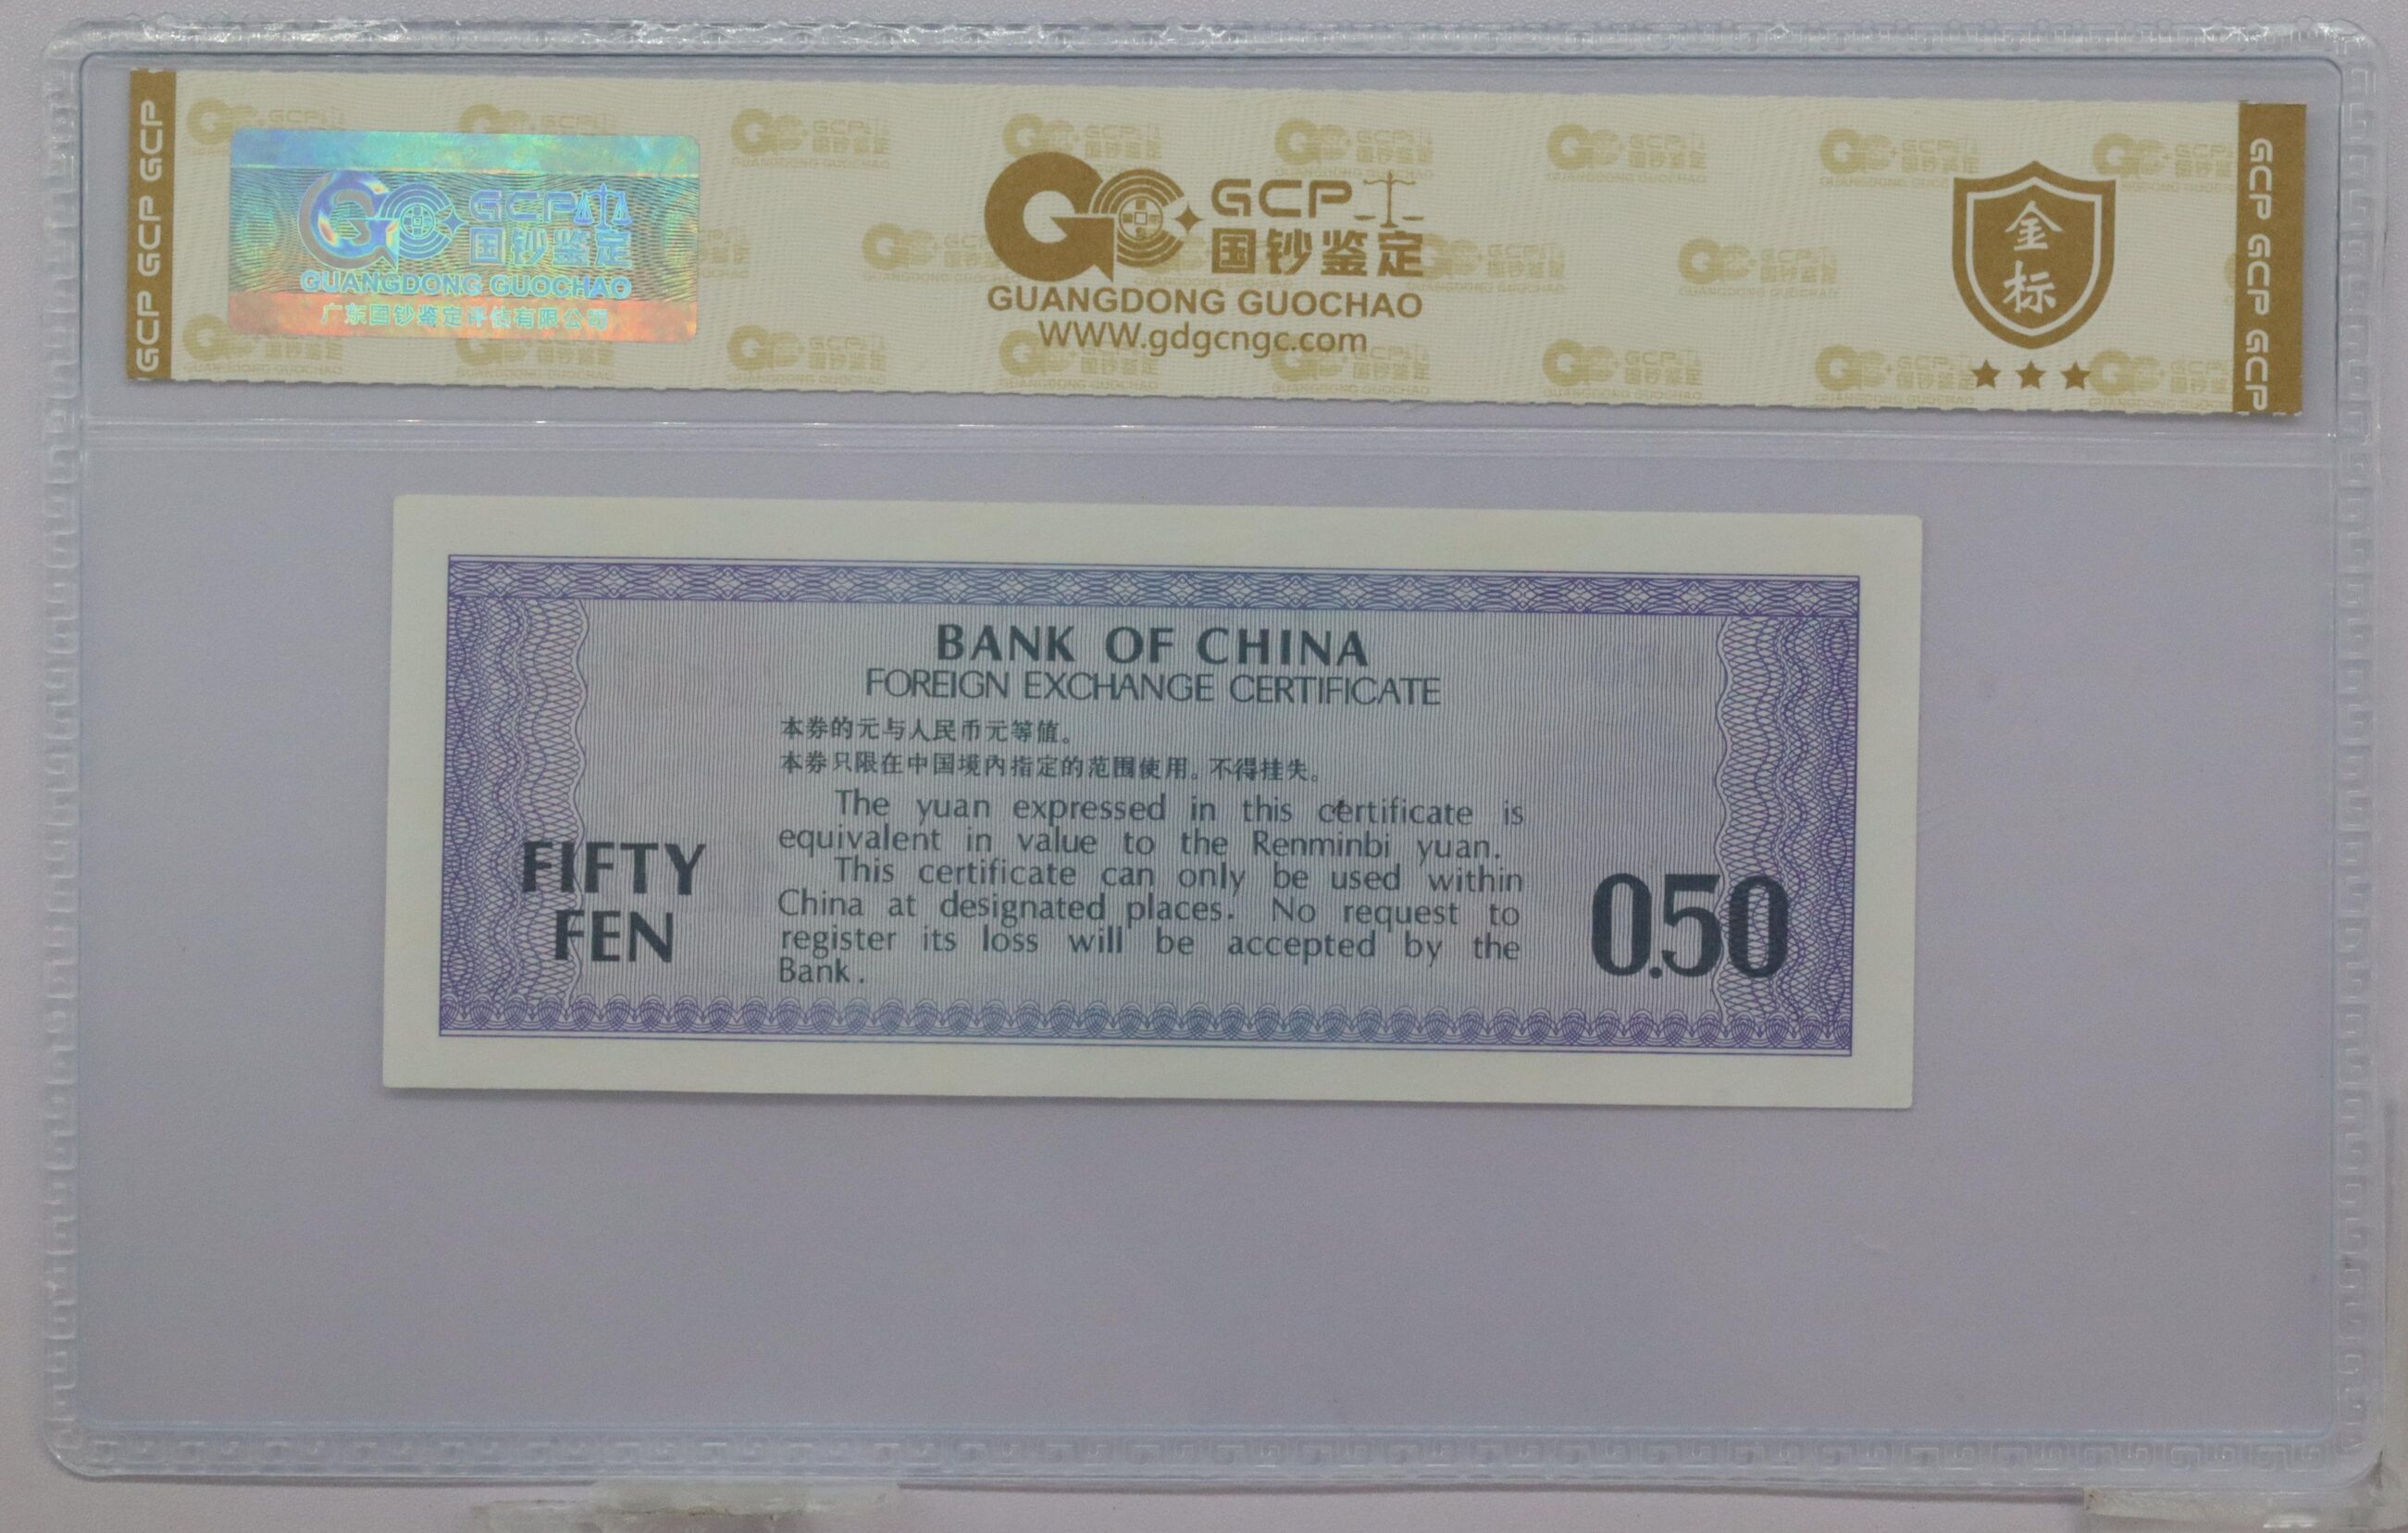 GCP GCP GCP
GCP
国钞鉴定
GUANGDONG GUOCHAO
广东国钞鉴定评估有限公司
GCP
国钞鉴定
GUANGDONG GUOCHAO
WWW.gdgcngc.com
金
标
GCP GCP GCP
BANK OF CHINA
FOREIGN EXCHANGE CERTIFICATE
本券的元与人民币元等值。
本券只限在中国境内指定的范围使用。不得挂失。
The yuan expressed in this certificate is
equivalent in value to the Renminbi yuan.
This certificate can only be used within
China at designated places. No request to
register its loss will be accepted by the
Bank.
FIFTY
FEN
0.50